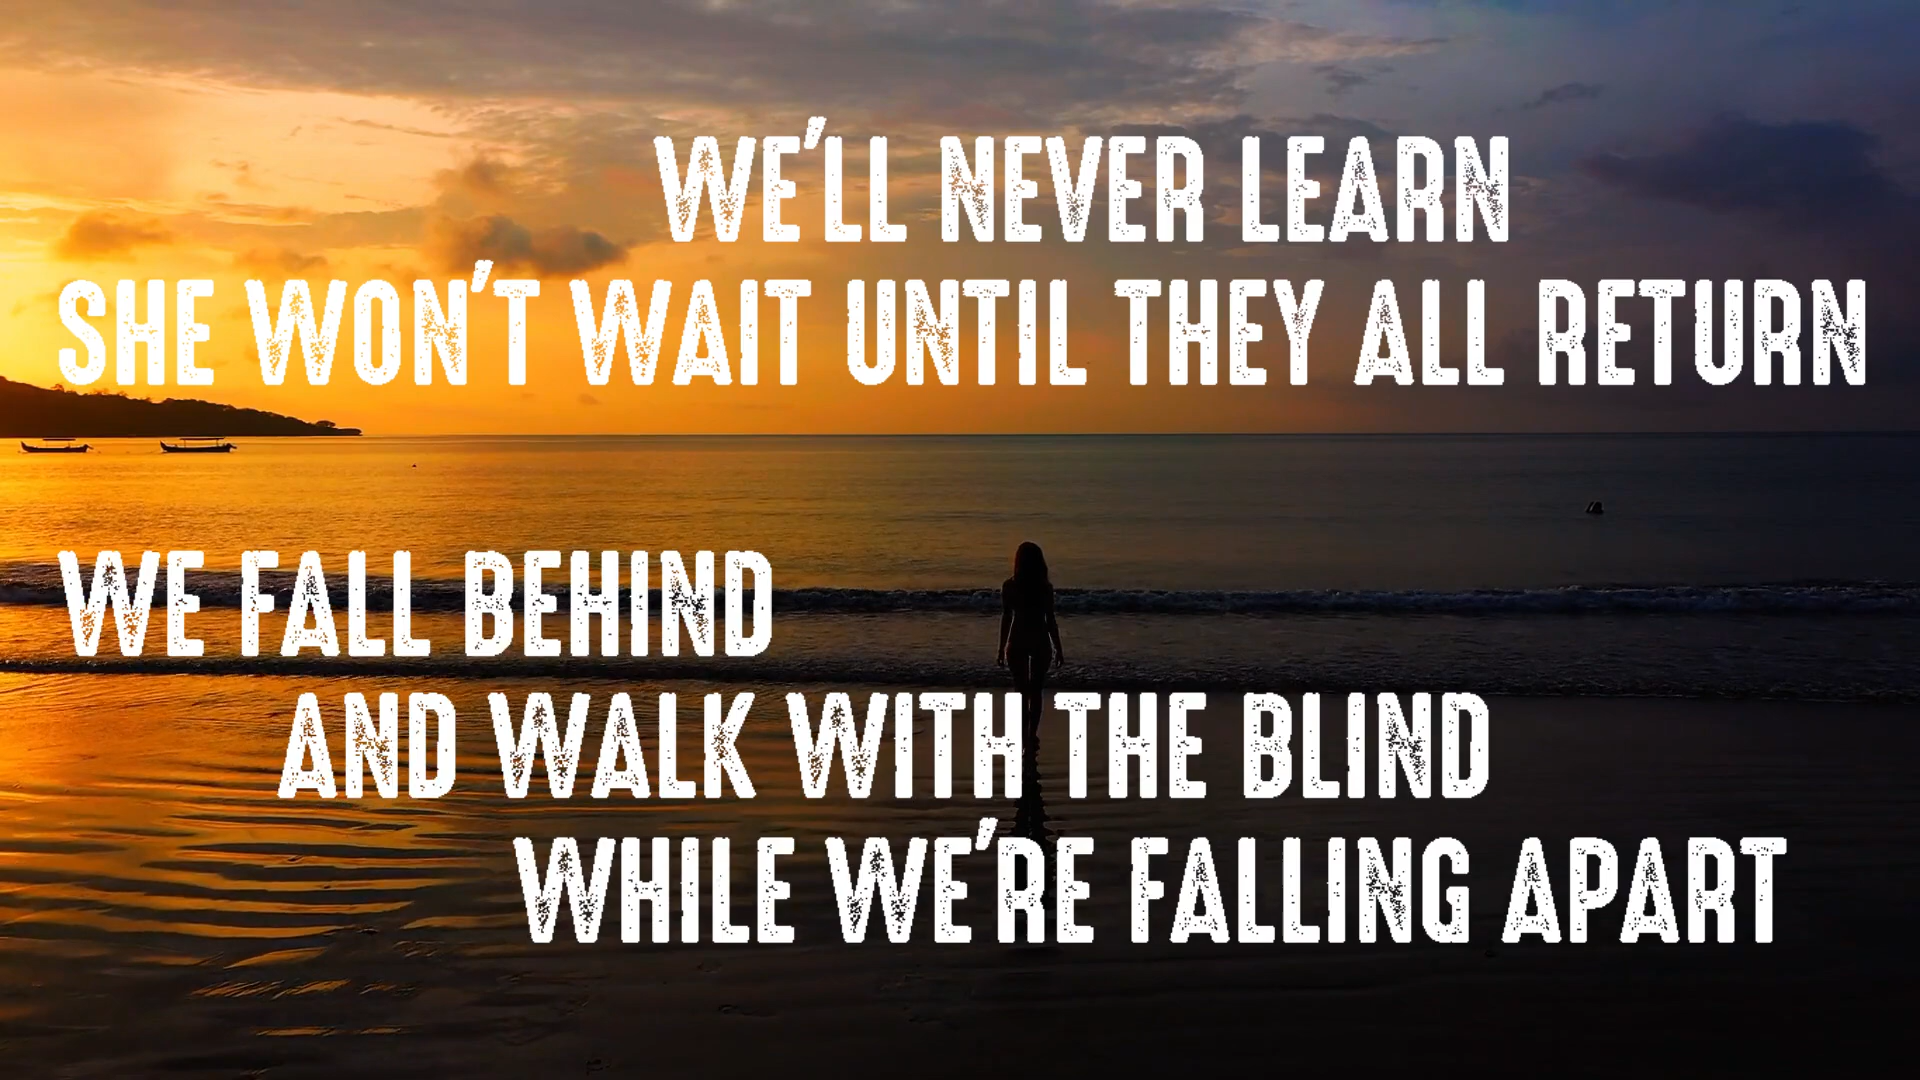 WE'LL NEVER LEARN
SHE WON'T WAIT UNTIL THEY ALL RETURN
WE FALL BEHIND
AND WALK WITH THE BLIND
WHILE WE'RE FALLING APART